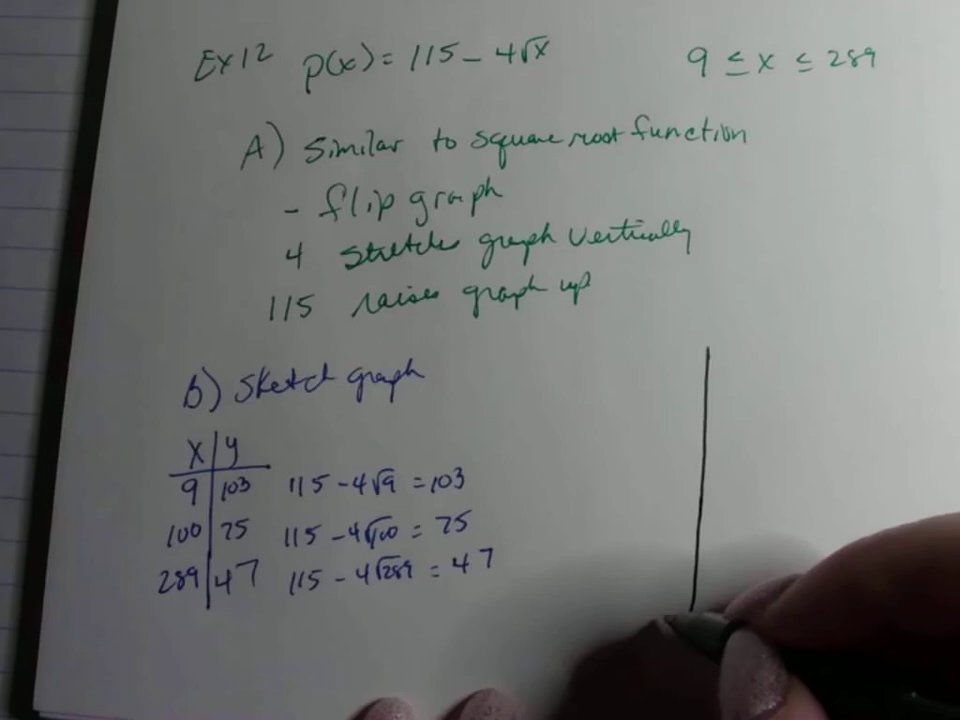 Ex12 p(x) = 115 - 4√x 9 ≤ x ≤ 289
A) Similar to square root function
- flip graph
4 stretches graph vertically
115 raises graph up
B) Sketch graph
x y
9 103 115 - 4√9 = 103
100 75 115 - 4√100 = 75
289 47 115 - 4√289 = 47